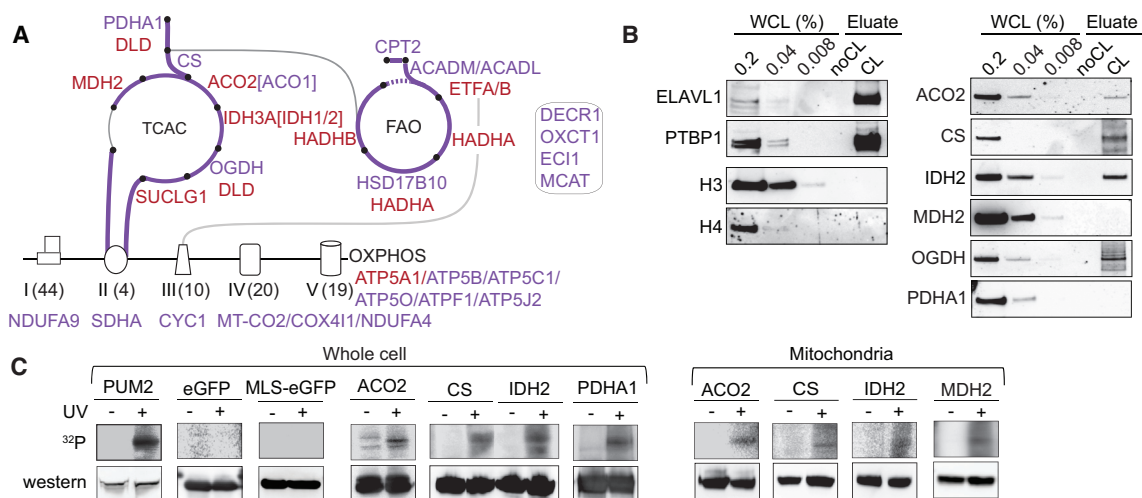 A
PDHA1
DLD
CS
MDH2
ACO2[ACO1]
TCAC
IDH3A[IDH1/2]
HADHB
OGDH
DLD
SUCLG1
CPT2
ACADM/ACADL
ETFA/B
FAO
HADHA
HSD17B10
HADHA
DECR1
OXCT1
ECI1
MCAT
OXPHOS
I (44) II (4) III (10) IV (20) V (19)
ATP5A1/ATP5B/ATP5C1/
ATP5O/ATPF1/ATP5J2
NDUFA9 SDHA CYC1 MT-CO2/COX4I1/NDUFA4
B
WCL (%) Eluate
0.2 0.04 0.008 noCL CL
ELAVL1
PTBP1
H3
H4
WCL (%) Eluate
0.2 0.04 0.008 noCL CL
ACO2
CS
IDH2
MDH2
OGDH
PDHA1
C
Whole cell
PUM2 eGFP MLS-eGFP ACO2 CS IDH2 PDHA1
UV - + - + - + - + - + - + - +
³²P
western
Mitochondria
ACO2 CS IDH2 MDH2
- + - + - + - +